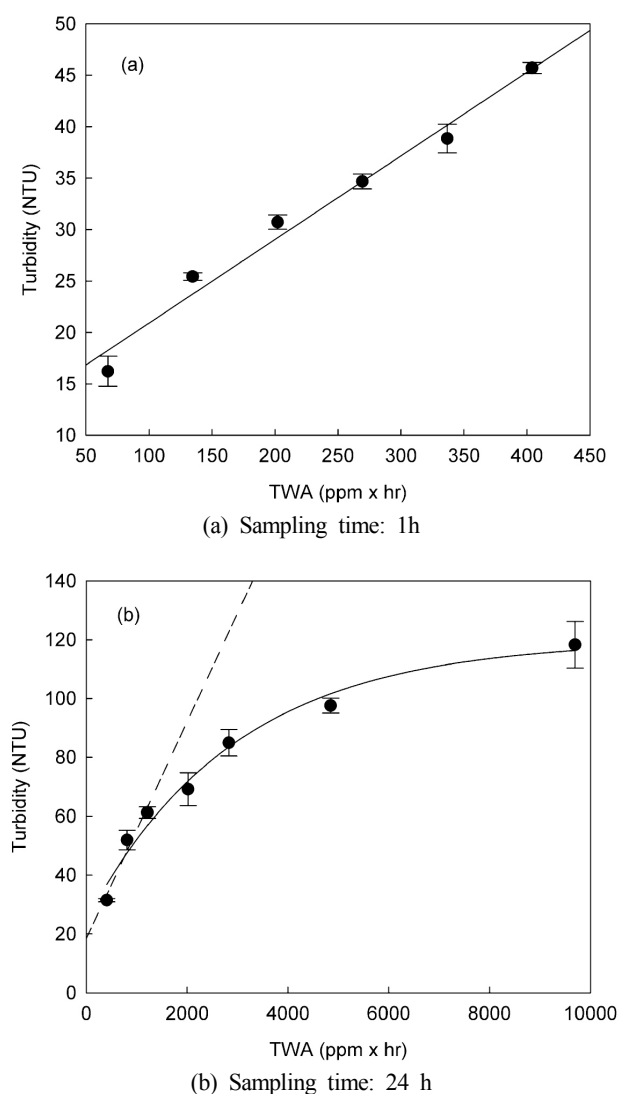 50
45
40
35
30
25
20
15
10
Turbidity (NTU)
(a)
50 100 150 200 250 300 350 400 450
TWA (ppm x hr)
(a) Sampling time: 1h
140
120
100
80
60
40
20
0
Turbidity (NTU)
(b)
0 2000 4000 6000 8000 10000
TWA (ppm x hr)
(b) Sampling time: 24 h